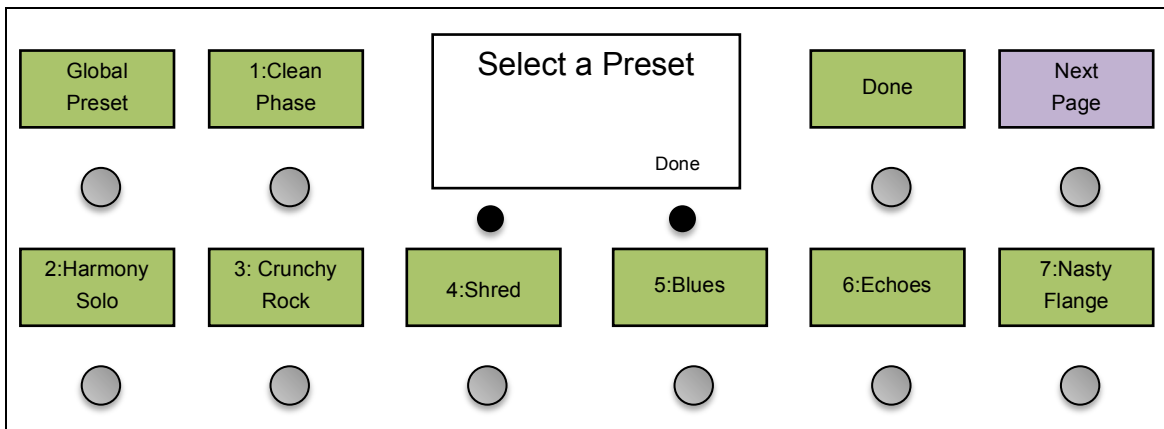 Global
Preset
1:Clean
Phase
Select a Preset
Done
Done
Next
Page
2:Harmony
Solo
3: Crunchy
Rock
4:Shred
5:Blues
6:Echoes
7:Nasty
Flange